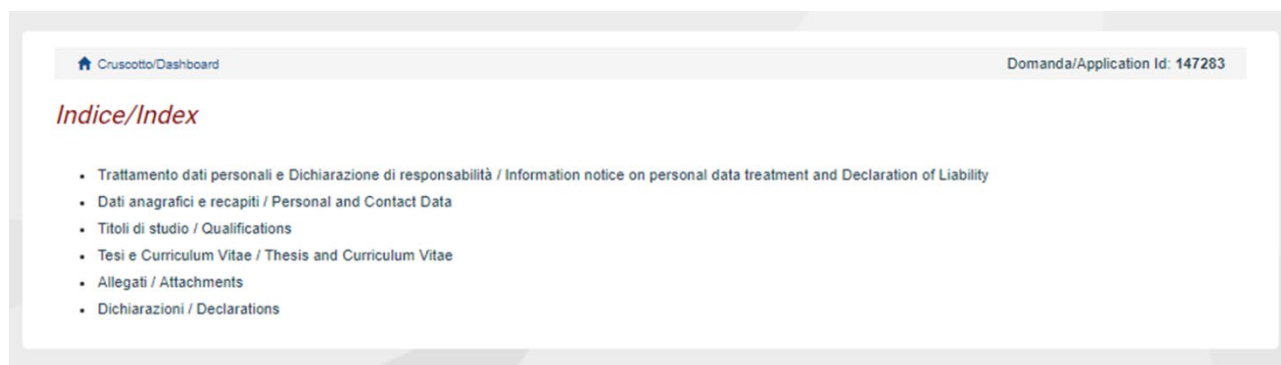 Cruscotto/Dashboard
Domanda/Application Id: 147283
Indice/Index
Trattamento dati personali e Dichiarazione di responsabilità / Information notice on personal data treatment and Declaration of Liability
Dati anagrafici e recapiti / Personal and Contact Data
Titoli di studio / Qualifications
Tesi e Curriculum Vitae / Thesis and Curriculum Vitae
Allegati / Attachments
Dichiarazioni / Declarations